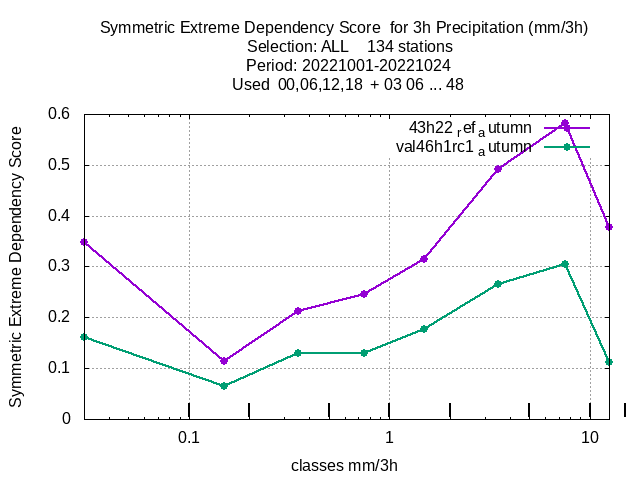 Symmetric Extreme Dependency Score  for 3h Precipitation (mm/3h)
Selection: ALL    134 stations
Period: 20221001-20221024
Used  00,06,12,18  + 03 06 ... 48
Symmetric Extreme Dependency Score
0.6
0.5
0.4
0.3
0.2
0.1
0
43h22 ref a utumn
val46h1rc1 a utumn
0.1
1
10
classes mm/3h